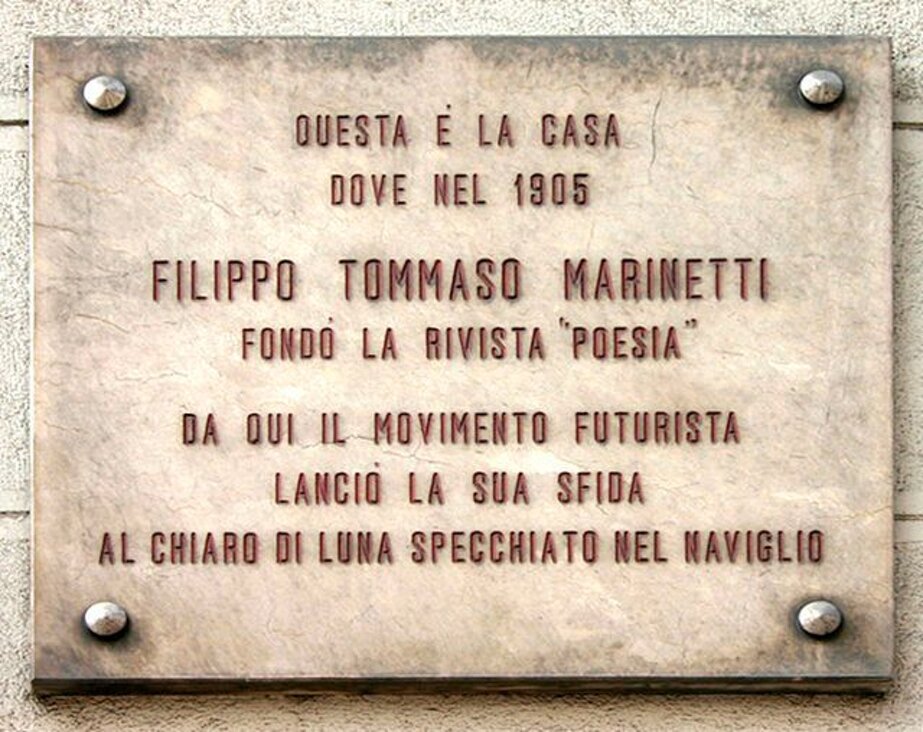 QUESTA È LA CASA
DOVE NEL 1905
FILIPPO TOMMASO MARINETTI
FONDÒ LA RIVISTA "POESIA"
DA QUI IL MOVIMENTO FUTURISTA
LANCIÒ LA SUA SFIDA
AL CHIARO DI LUNA SPECCHIATO NEL NAVIGLIO